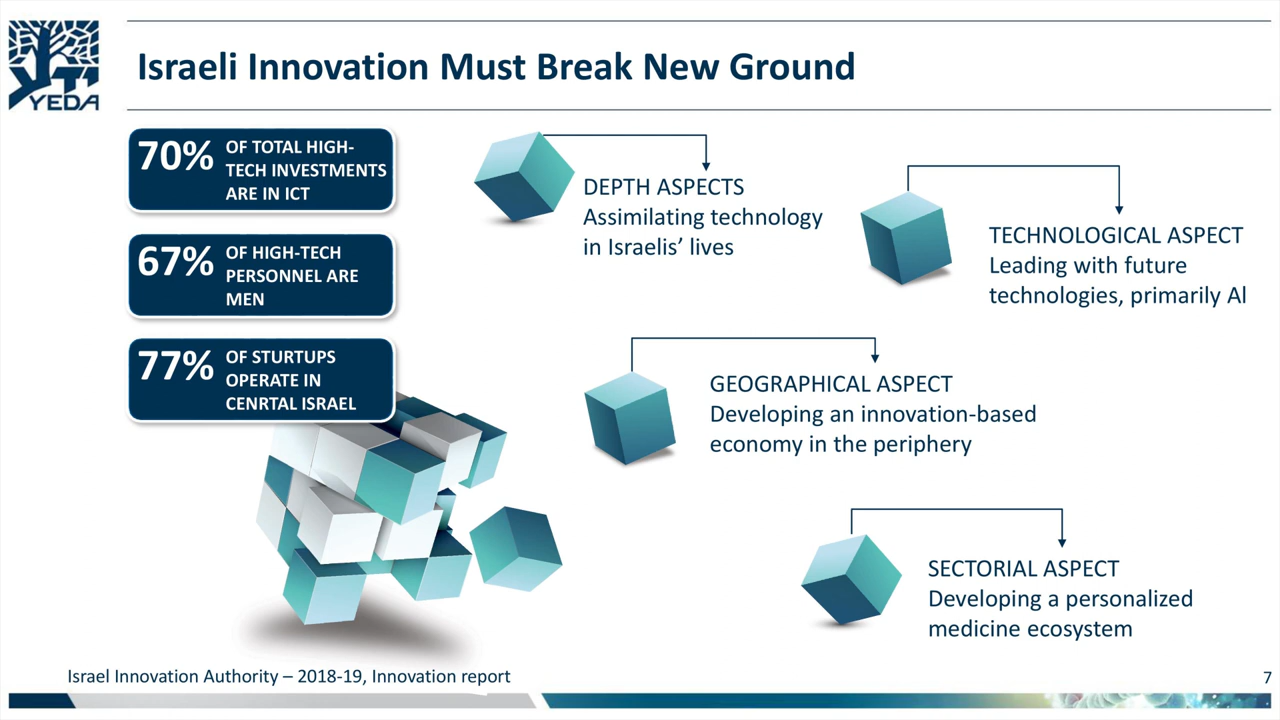 YEDA
Israeli Innovation Must Break New Ground
70% OF TOTAL HIGH-
TECH INVESTMENTS
ARE IN ICT
67% OF HIGH-TECH
PERSONNEL ARE
MEN
77% OF STURTUPS
OPERATE IN
CENRTAL ISRAEL
DEPTH ASPECTS
Assimilating technology
in Israelis’ lives
TECHNOLOGICAL ASPECT
Leading with future
technologies, primarily Al
GEOGRAPHICAL ASPECT
Developing an innovation-based
economy in the periphery
SECTORIAL ASPECT
Developing a personalized
medicine ecosystem
Israel Innovation Authority – 2018-19, Innovation report
7